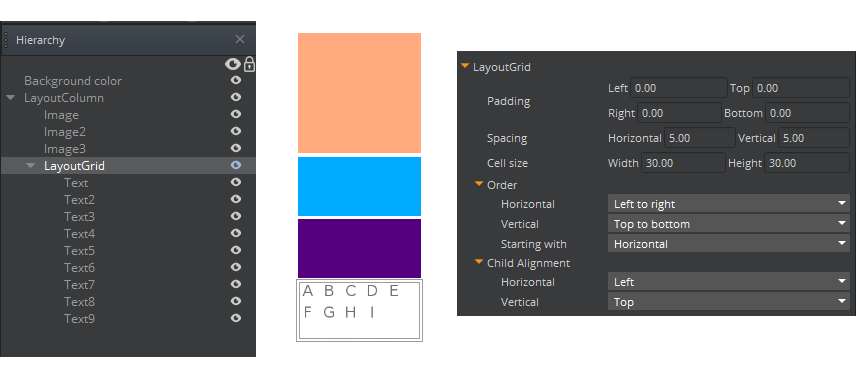 Hierarchy
Background color
LayoutColumn
Image
Image2
Image3
LayoutGrid
Text
Text2
Text3
Text4
Text5
Text6
Text7
Text8
Text9
A B C D E
F G H I
LayoutGrid
Padding
Left 0.00 Top 0.00
Right 0.00 Bottom 0.00
Spacing Horizontal 5.00 Vertical 5.00
Cell size Width 30.00 Height 30.00
Order
Horizontal Left to right
Vertical Top to bottom
Starting with Horizontal
Child Alignment
Horizontal Left
Vertical Top